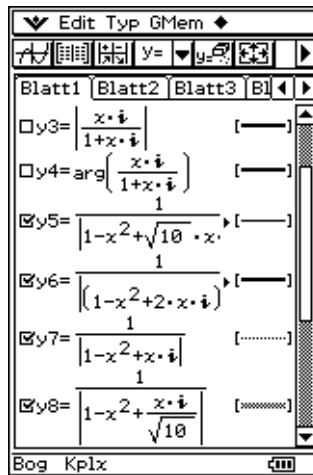 Edit Typ GMem ◆
y=
Blatt1 Blatt2 Blatt3 Bl
y3=|x·i/(1+x·i)| [—]
y4=arg(x·i/(1+x·i)) [—]
y5=1/|1-x²+√10·x· [—]
y6=1/|(1-x²+2·x·i) [—]
y7=1/|1-x²+x·i| [┈]
y8=1/|1-x²+x·i/√10| [┈]
Bog Kplx